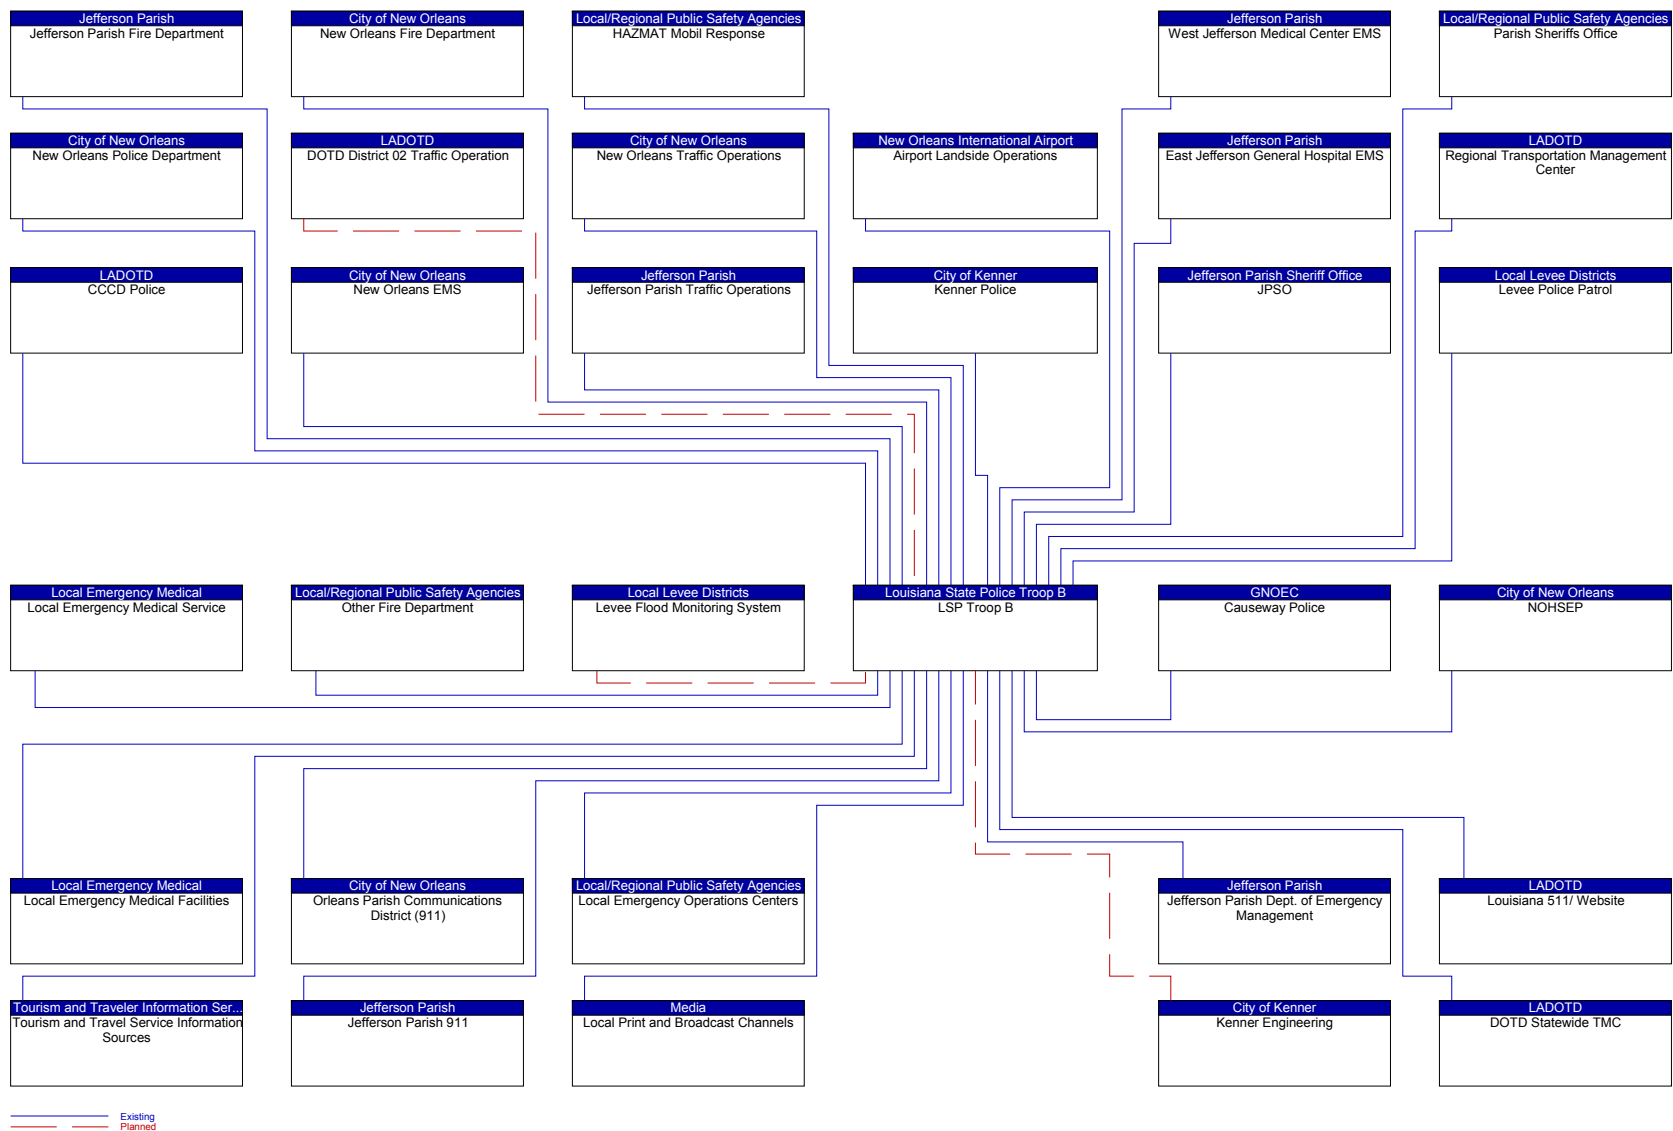 Jefferson Parish
Jefferson Parish Fire Department
City of New Orleans
New Orleans Fire Department
Local/Regional Public Safety Agencies
HAZMAT Mobil Response
Jefferson Parish
West Jefferson Medical Center EMS
Local/Regional Public Safety Agencies
Parish Sheriffs Office
City of New Orleans
New Orleans Police Department
LADOTD
DOTD District 02 Traffic Operation
City of New Orleans
New Orleans Traffic Operations
New Orleans International Airport
Airport Landside Operations
Jefferson Parish
East Jefferson General Hospital EMS
LADOTD
Regional Transportation Management
Center
LADOTD
CCCD Police
City of New Orleans
New Orleans EMS
Jefferson Parish
Jefferson Parish Traffic Operations
City of Kenner
Kenner Police
Jefferson Parish Sheriff Office
JPSO
Local Levee Districts
Levee Police Patrol
Local Emergency Medical
Local Emergency Medical Service
Local/Regional Public Safety Agencies
Other Fire Department
Local Levee Districts
Levee Flood Monitoring System
Louisiana State Police Troop B
LSP Troop B
GNOEC
Causeway Police
City of New Orleans
NOHSEP
Local Emergency Medical
Local Emergency Medical Facilities
City of New Orleans
Orleans Parish Communications
District (911)
Local/Regional Public Safety Agencies
Local Emergency Operations Centers
Jefferson Parish
Jefferson Parish Dept. of Emergency
Management
LADOTD
Louisiana 511/ Website
Tourism and Traveler Information Ser...
Tourism and Travel Service Information
Sources
Jefferson Parish
Jefferson Parish 911
Media
Local Print and Broadcast Channels
City of Kenner
Kenner Engineering
LADOTD
DOTD Statewide TMC
Existing
Planned